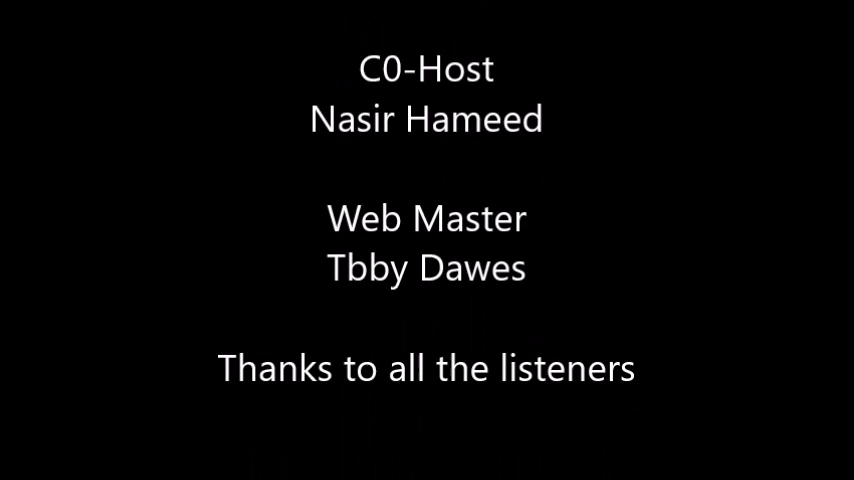 C0-Host
Nasir Hameed
Web Master
Tbby Dawes
Thanks to all the listeners